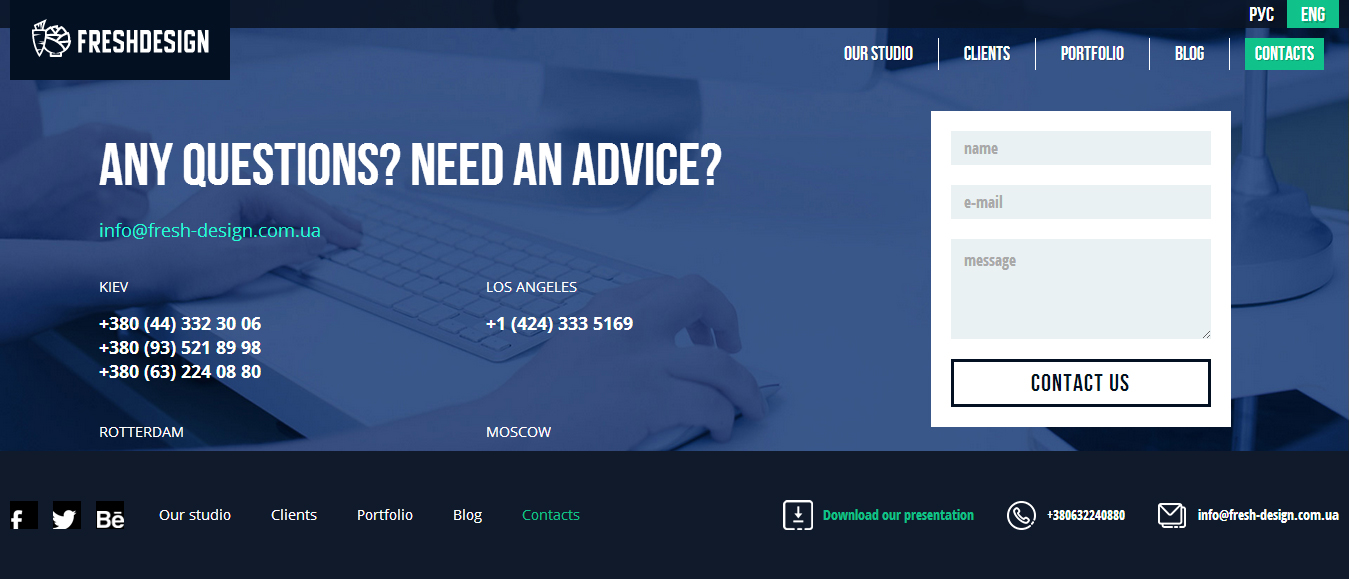 РУС ENG
FRESHDESIGN
OUR STUDIO CLIENTS PORTFOLIO BLOG CONTACTS
ANY QUESTIONS? NEED AN ADVICE?
info@fresh-design.com.ua
KIEV
+380 (44) 332 30 06
+380 (93) 521 89 98
+380 (63) 224 08 80
LOS ANGELES
+1 (424) 333 5169
ROTTERDAM
MOSCOW
name
e-mail
message
CONTACT US
f Bē Our studio Clients Portfolio Blog Contacts Download our presentation +380632240880 info@fresh-design.com.ua